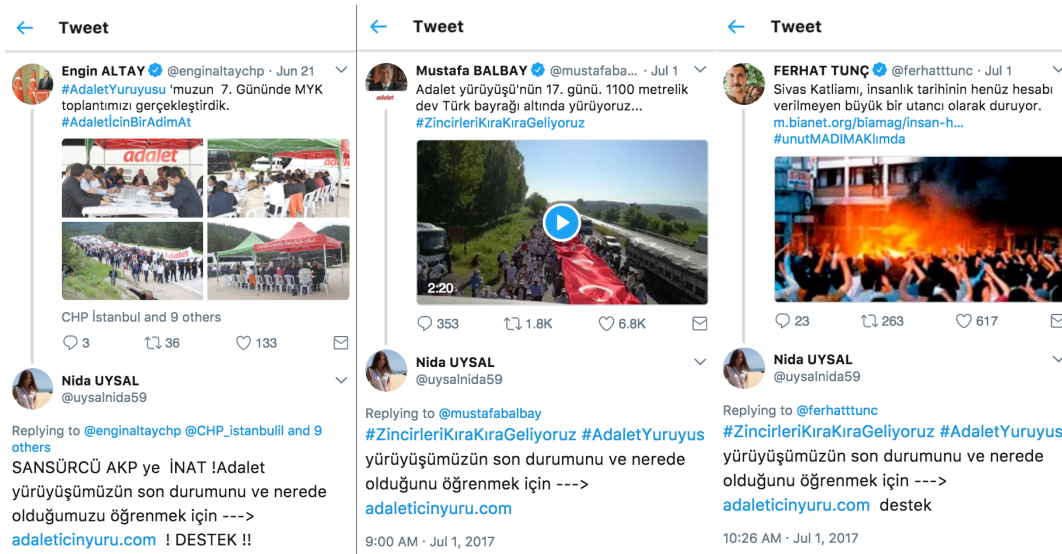 Tweet
Engin ALTAY @enginaltaychp · Jun 21
#AdaletYuruyusu 'muzun 7. Gününde MYK
toplantımızı gerçekleştirdik.
#AdaletİcinBirAdimAt
adalet
adalet
CHP İstanbul and 9 others
3 36 133
Nida UYSAL
@uysalnida59
Replying to @enginaltaychp @CHP_istanbulil and 9
others
SANSÜRCÜ AKP ye İNAT !Adalet
yürüyüşümüzün son durumunu ve nerede
olduğumuzu öğrenmek için --->
adaleticinyuru.com ! DESTEK !!
Tweet
Mustafa BALBAY @mustafaba... · Jul 1
adalet
Adalet yürüyüşü'nün 17. günü. 1100 metrelik
dev Türk bayrağı altında yürüyoruz...
#ZincirleriKıraKıraGeliyoruz
2:20
353 1.8K 6.8K
Nida UYSAL
@uysalnida59
Replying to @mustafabalbay
#ZincirleriKıraKıraGeliyoruz #AdaletYuruyus
yürüyüşümüzün son durumunu ve nerede
olduğunu öğrenmek için --->
adaleticinyuru.com
9:00 AM · Jul 1, 2017
Tweet
FERHAT TUNÇ @ferhatttunc · Jul 1
Sivas Katliamı, insanlık tarihinin henüz hesabı
verilmeyen büyük bir utancı olarak duruyor.
m.bianet.org/biamag/insan-h...
#unutMADIMAKlımda
23 263 617
Nida UYSAL
@uysalnida59
Replying to @ferhatttunc
#ZincirleriKıraKıraGeliyoruz #AdaletYuruyus
yürüyüşümüzün son durumunu ve nerede
olduğunu öğrenmek için --->
adaleticinyuru.com destek
10:26 AM · Jul 1, 2017